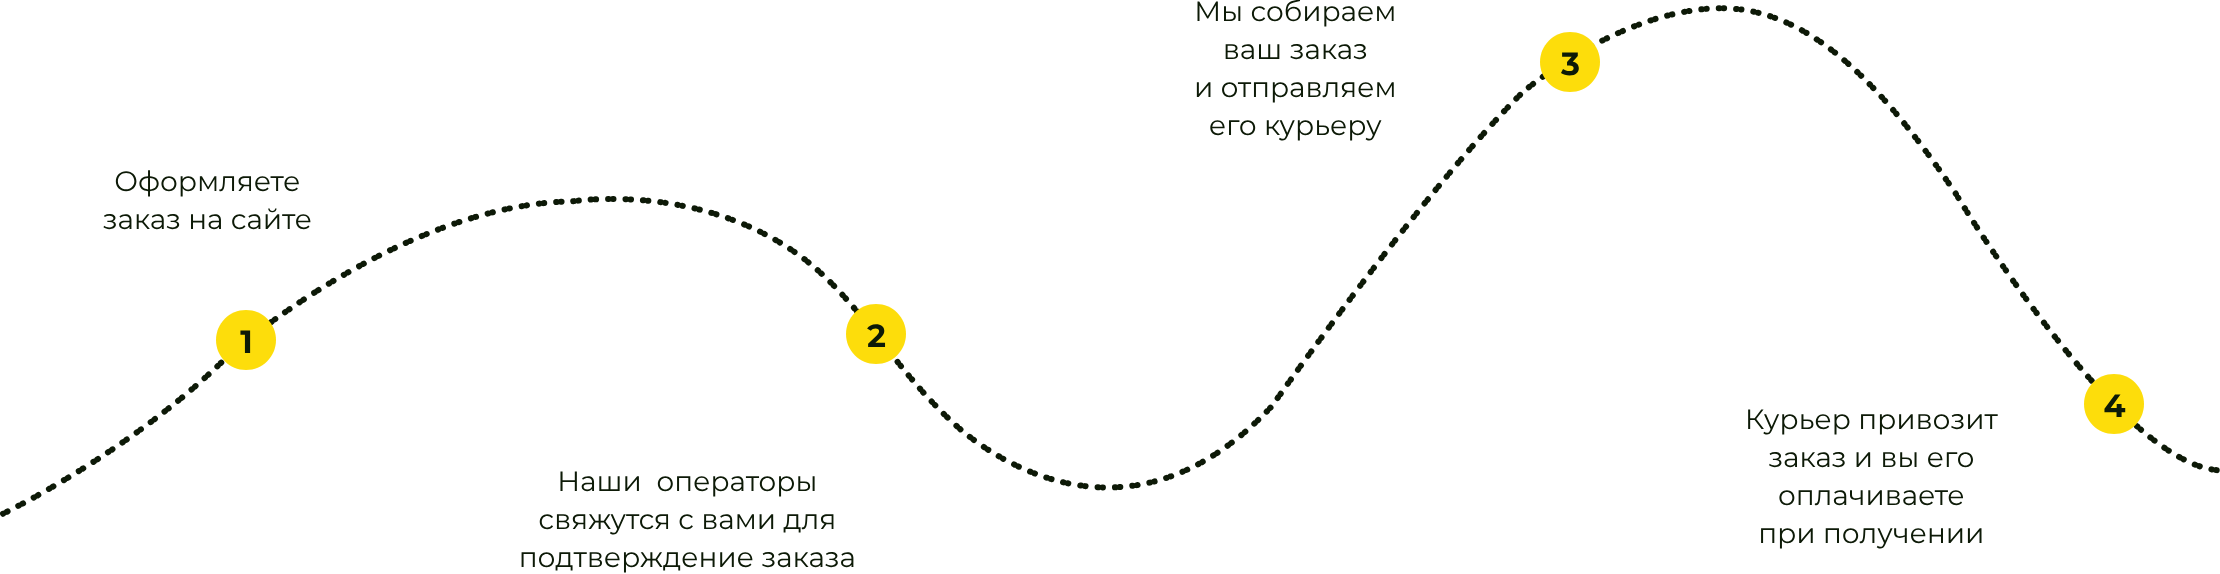 1
Оформляете
заказ на сайте
2
Наши  операторы
свяжутся с вами для
подтверждение заказа
3
Мы собираем
ваш заказ
и отправляем
его курьеру
4
Курьер привозит
заказ и вы его
оплачиваете
при получении